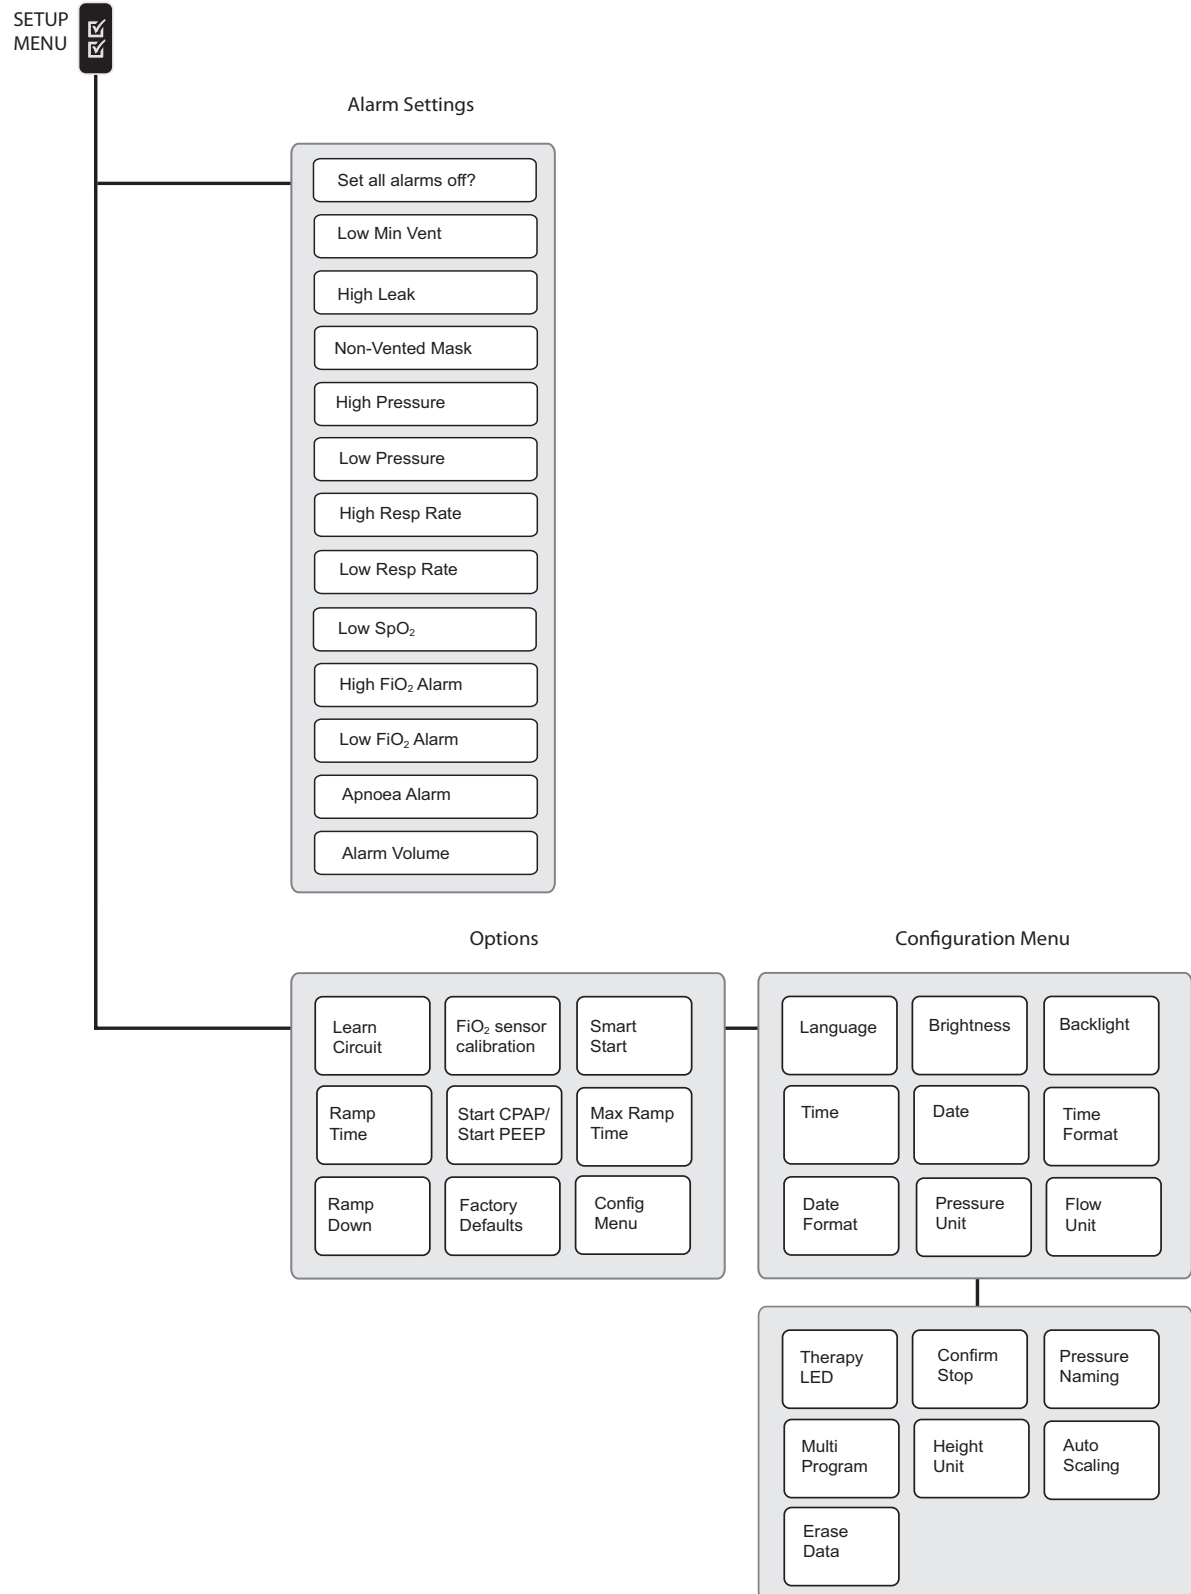 SETUP
MENU
Alarm Settings
Set all alarms off?
Low Min Vent
High Leak
Non-Vented Mask
High Pressure
Low Pressure
High Resp Rate
Low Resp Rate
Low SpO₂
High FiO₂ Alarm
Low FiO₂ Alarm
Apnoea Alarm
Alarm Volume
Options
Learn
Circuit
FiO₂ sensor
calibration
Smart
Start
Ramp
Time
Start CPAP/
Start PEEP
Max Ramp
Time
Ramp
Down
Factory
Defaults
Config
Menu
Configuration Menu
Language
Brightness
Backlight
Time
Date
Time
Format
Date
Format
Pressure
Unit
Flow
Unit
Therapy
LED
Confirm
Stop
Pressure
Naming
Multi
Program
Height
Unit
Auto
Scaling
Erase
Data